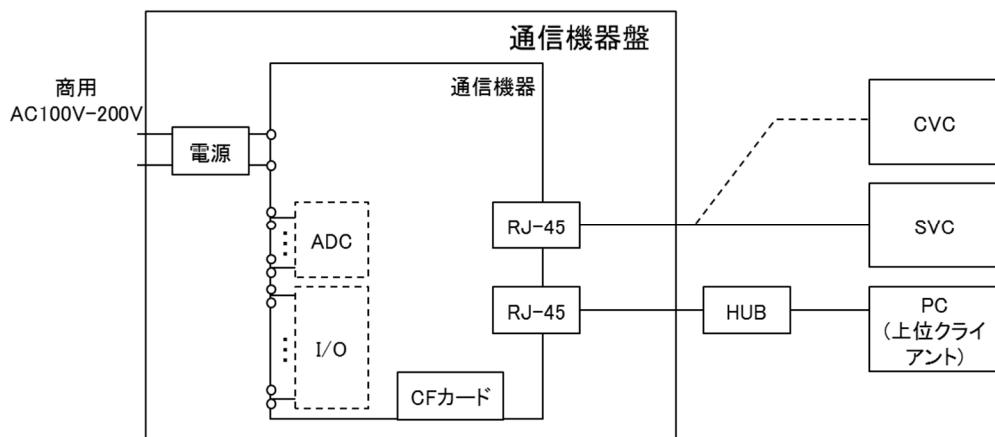 通信機器盤
商用
AC100V-200V
電源
通信機器
ADC
I/O
RJ-45
RJ-45
CFカード
CVC
SVC
HUB
PC
(上位クライ
アント)